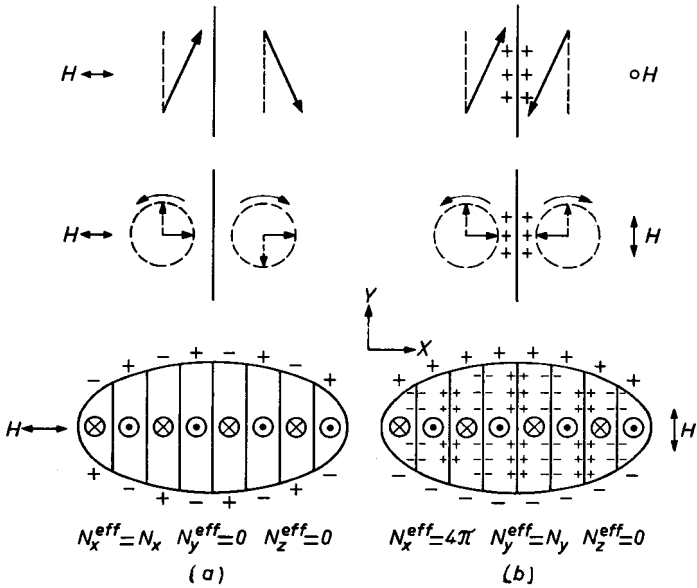 H ↔ + + + + + + ○ H
H ↔ + + + + + + ↕ H
Y
X
− + − + − + − +
+ + + + + + + +
H ↔ ⊗ ⊙ ⊗ ⊙ ⊗ ⊙ ⊗ ⊙
⊗ ⊙ ⊗ ⊙ ⊗ ⊙ ⊗ ⊙ ↕ H
+ − + − + − + −
− − − − − − − −
N_x^eff = N_x N_y^eff = 0 N_z^eff = 0
N_x^eff = 4π N_y^eff = N_y N_z^eff = 0
(a)
(b)